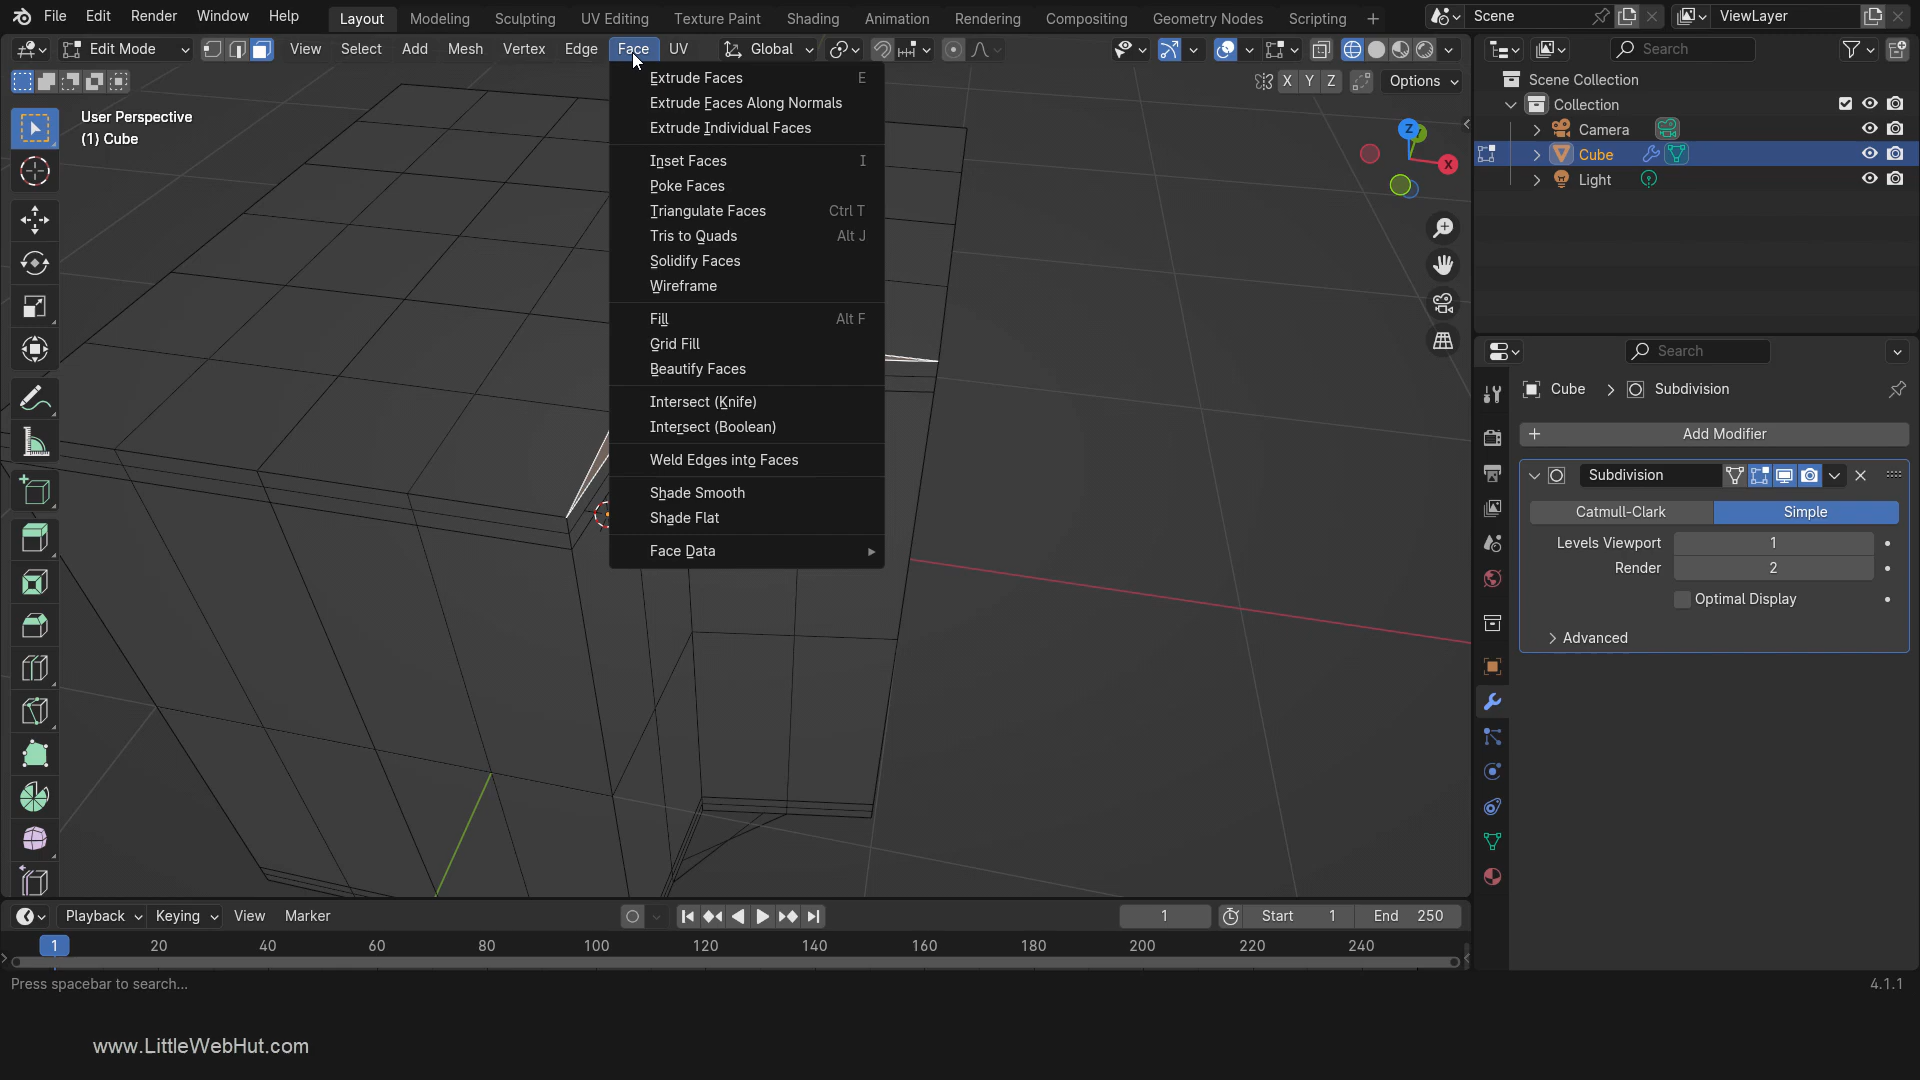 File Edit Render Window Help Layout Modeling Sculpting UV Editing Texture Paint Shading Animation Rendering Compositing Geometry Nodes Scripting Scene ViewLayer
Edit Mode View Select Add Mesh Vertex Edge Face UV Global Search
X Y Z Options
User Perspective
(1) Cube
Extrude Faces E
Extrude Faces Along Normals
Extrude Individual Faces
Inset Faces I
Poke Faces
Triangulate Faces Ctrl T
Tris to Quads Alt J
Solidify Faces
Wireframe
Fill Alt F
Grid Fill
Beautify Faces
Intersect (Knife)
Intersect (Boolean)
Weld Edges into Faces
Shade Smooth
Shade Flat
Face Data
Z
X
Scene Collection
Collection
Camera
Cube
Light
Search
Cube Subdivision
Add Modifier
Subdivision
Catmull-Clark Simple
Levels Viewport 1
Render 2
Optimal Display
Advanced
Playback Keying View Marker 1 Start 1 End 250
1 20 40 60 80 100 120 140 160 180 200 220 240
Press spacebar to search... 4.1.1
www.LittleWebHut.com